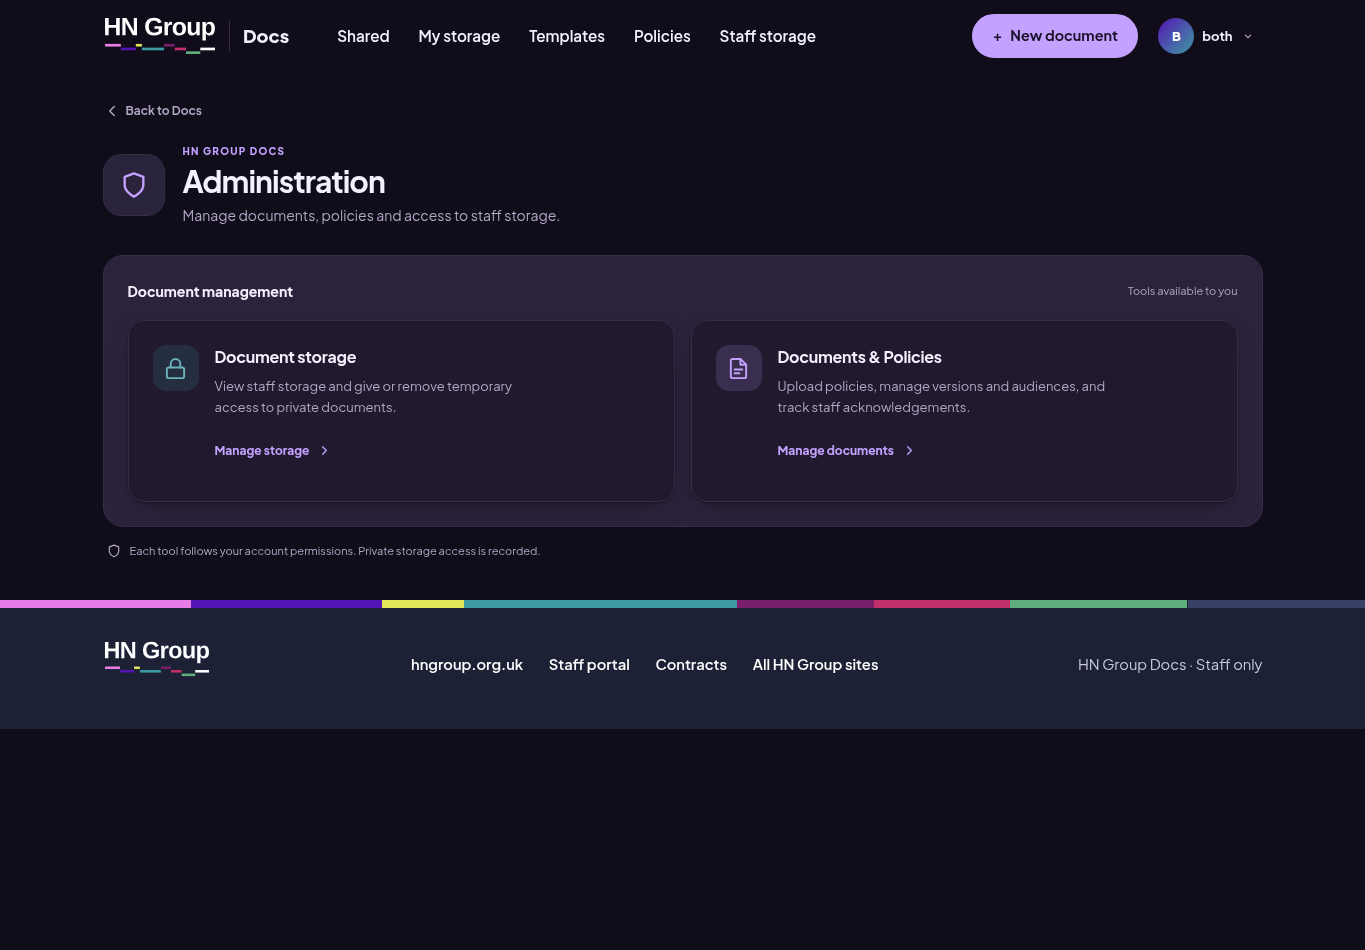 HN Group
Docs
Shared
My storage
Templates
Policies
Staff storage
+ New document
B
both
Back to Docs
HN GROUP DOCS
Administration
Manage documents, policies and access to staff storage.
Document management
Tools available to you
Document storage
View staff storage and give or remove temporary
access to private documents.
Manage storage
Documents & Policies
Upload policies, manage versions and audiences, and
track staff acknowledgements.
Manage documents
Each tool follows your account permissions. Private storage access is recorded.
HN Group
hngroup.org.uk
Staff portal
Contracts
All HN Group sites
HN Group Docs · Staff only